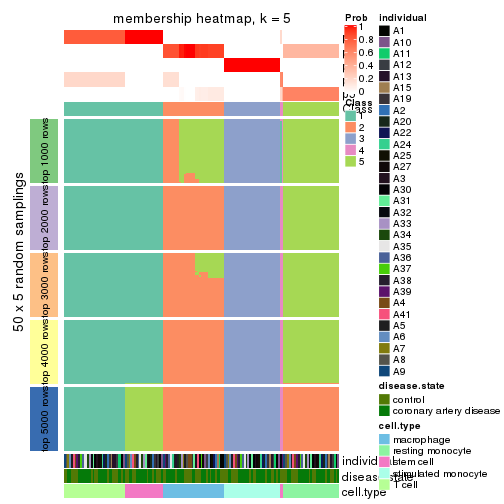 membership heatmap, k = 5
50 x 5 random samplings
top 1000 rows
top 2000 rows
top 3000 rows
top 4000 rows
top 5000 rows
Prob
1
0.8
0.6
0.4
0.2
0
Class
Class
1
2
3
4
5
individual
disease.state
cell.type
individual
A1
A10
A11
A12
A13
A15
A19
A2
A20
A22
A24
A25
A27
A3
A30
A31
A32
A33
A34
A35
A36
A37
A38
A39
A4
A41
A5
A6
A7
A8
A9
disease.state
control
coronary artery disease
cell.type
macrophage
resting monocyte
stem cell
stimulated monocyte
T cell